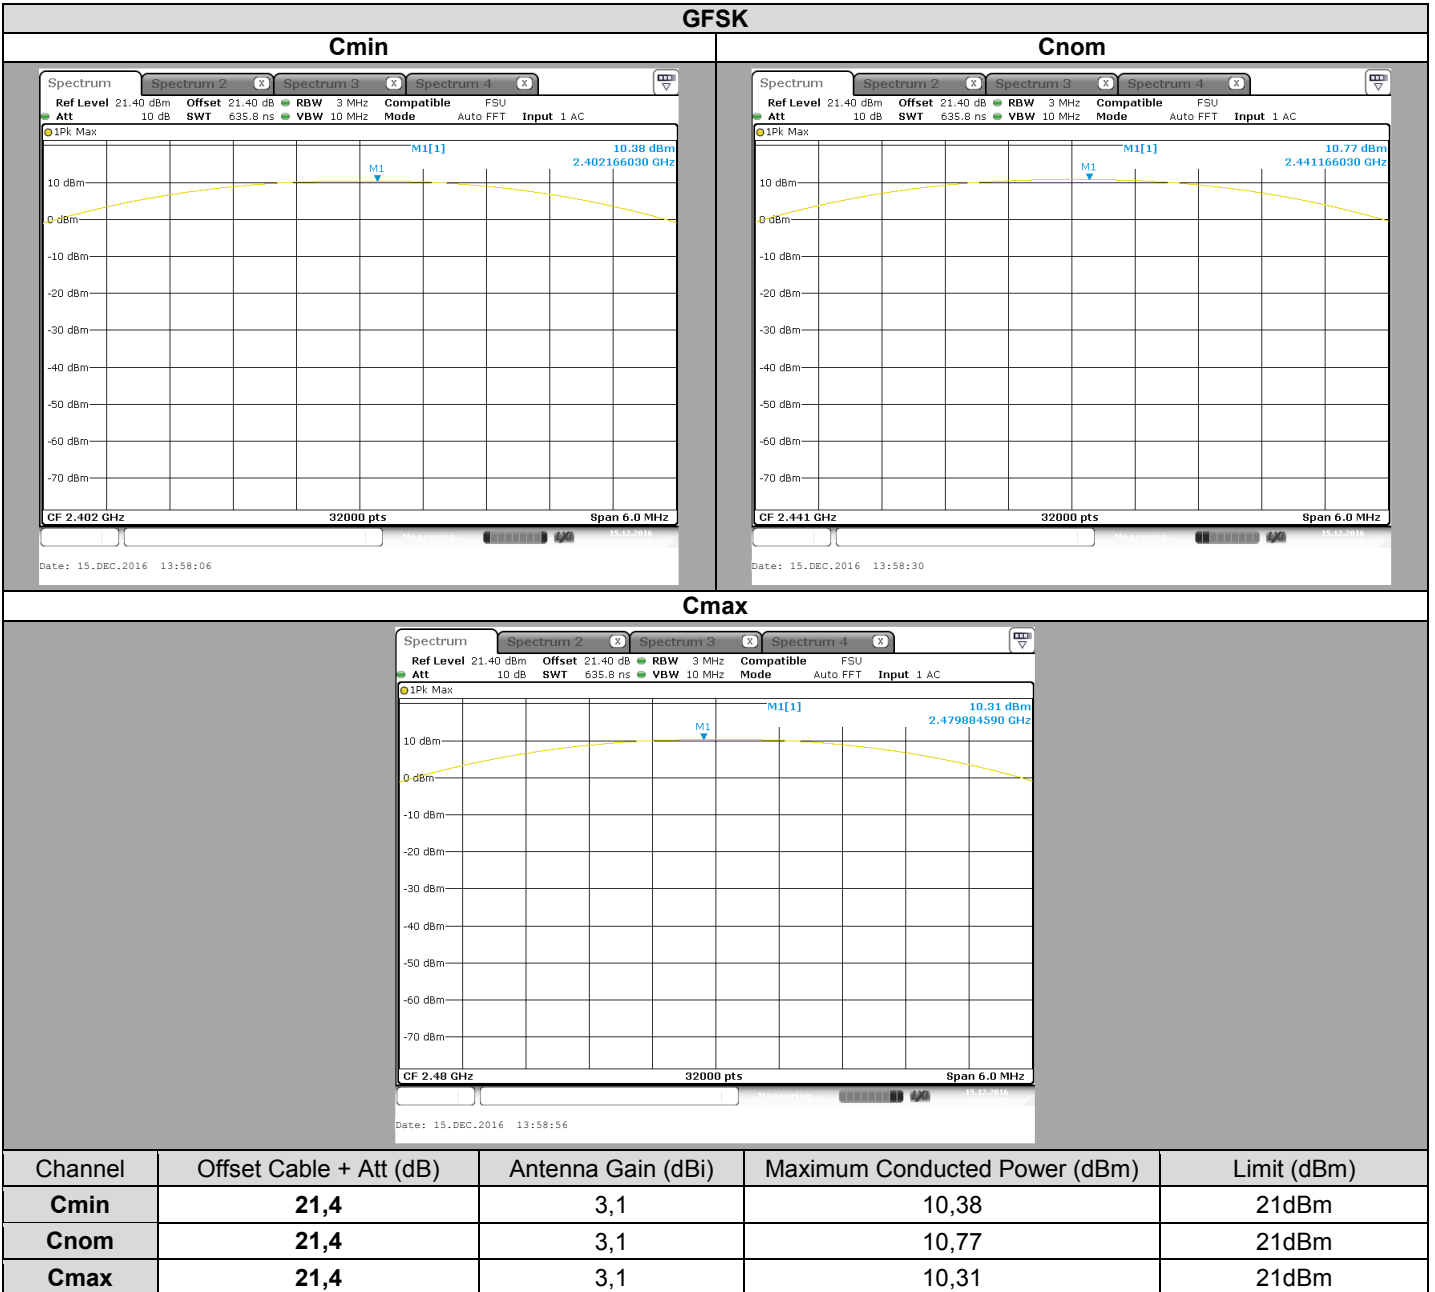 GFSK
Cmin
Cnom
Spectrum Spectrum 2 X Spectrum 3 X Spectrum 4 X
Ref Level 21.40 dBm Offset 21.40 dB RBW 3 MHz Compatible FSU
Att 10 dB SWT 635.8 ns VBW 10 MHz Mode Auto FFT Input 1 AC
1Pk Max
M1[1] 10.38 dBm
2.402166030 GHz
M1
10 dBm
0 dBm
-10 dBm
-20 dBm
-30 dBm
-40 dBm
-50 dBm
-60 dBm
-70 dBm
CF 2.402 GHz 32000 pts Span 6.0 MHz
Measuring... 15.12.2016
Date: 15.DEC.2016 13:58:06
Spectrum Spectrum 2 X Spectrum 3 X Spectrum 4 X
Ref Level 21.40 dBm Offset 21.40 dB RBW 3 MHz Compatible FSU
Att 10 dB SWT 635.8 ns VBW 10 MHz Mode Auto FFT Input 1 AC
1Pk Max
M1[1] 10.77 dBm
2.441166030 GHz
M1
10 dBm
0 dBm
-10 dBm
-20 dBm
-30 dBm
-40 dBm
-50 dBm
-60 dBm
-70 dBm
CF 2.441 GHz 32000 pts Span 6.0 MHz
Measuring... 15.12.2016
Date: 15.DEC.2016 13:58:30
Cmax
Spectrum Spectrum 2 X Spectrum 3 X Spectrum 4 X
Ref Level 21.40 dBm Offset 21.40 dB RBW 3 MHz Compatible FSU
Att 10 dB SWT 635.8 ns VBW 10 MHz Mode Auto FFT Input 1 AC
1Pk Max
M1[1] 10.31 dBm
2.479884590 GHz
M1
10 dBm
0 dBm
-10 dBm
-20 dBm
-30 dBm
-40 dBm
-50 dBm
-60 dBm
-70 dBm
CF 2.48 GHz 32000 pts Span 6.0 MHz
Measuring... 15.12.2016
Date: 15.DEC.2016 13:58:56
Channel Offset Cable + Att (dB) Antenna Gain (dBi) Maximum Conducted Power (dBm) Limit (dBm)
Cmin 21,4 3,1 10,38 21dBm
Cnom 21,4 3,1 10,77 21dBm
Cmax 21,4 3,1 10,31 21dBm